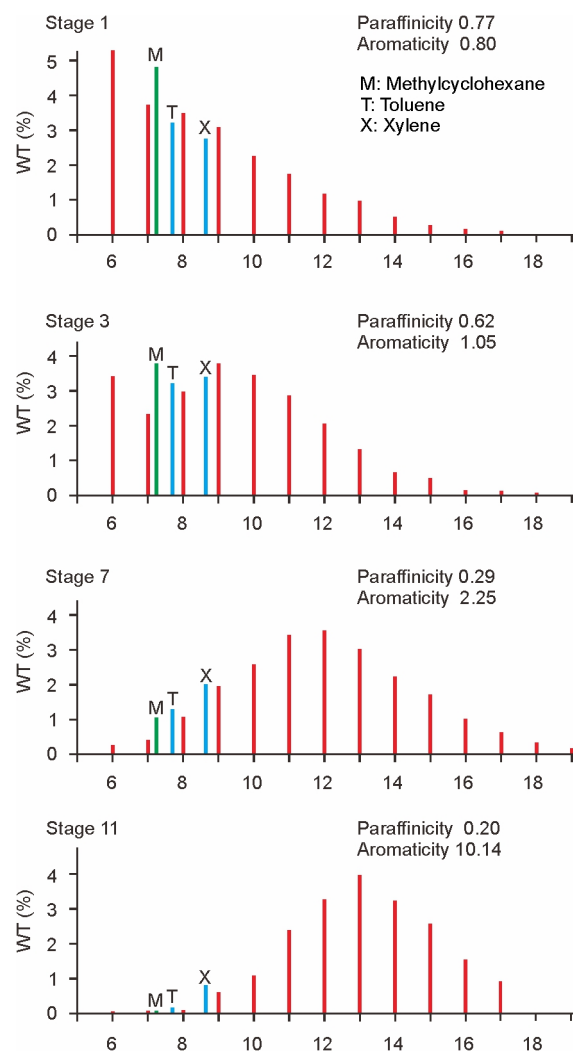 Stage 1
Paraffinicity 0.77
Aromaticity 0.80
M: Methylcyclohexane
T: Toluene
X: Xylene
WT (%)
5
4
3
2
1
0
M
T
X
6 8 10 12 14 16 18
Stage 3
Paraffinicity 0.62
Aromaticity 1.05
WT (%)
4
3
2
1
0
M
T
X
6 8 10 12 14 16 18
Stage 7
Paraffinicity 0.29
Aromaticity 2.25
WT (%)
4
3
2
1
0
M
T
X
6 8 10 12 14 16 18
Stage 11
Paraffinicity 0.20
Aromaticity 10.14
WT (%)
4
3
2
1
0
M
T
X
6 8 10 12 14 16 18